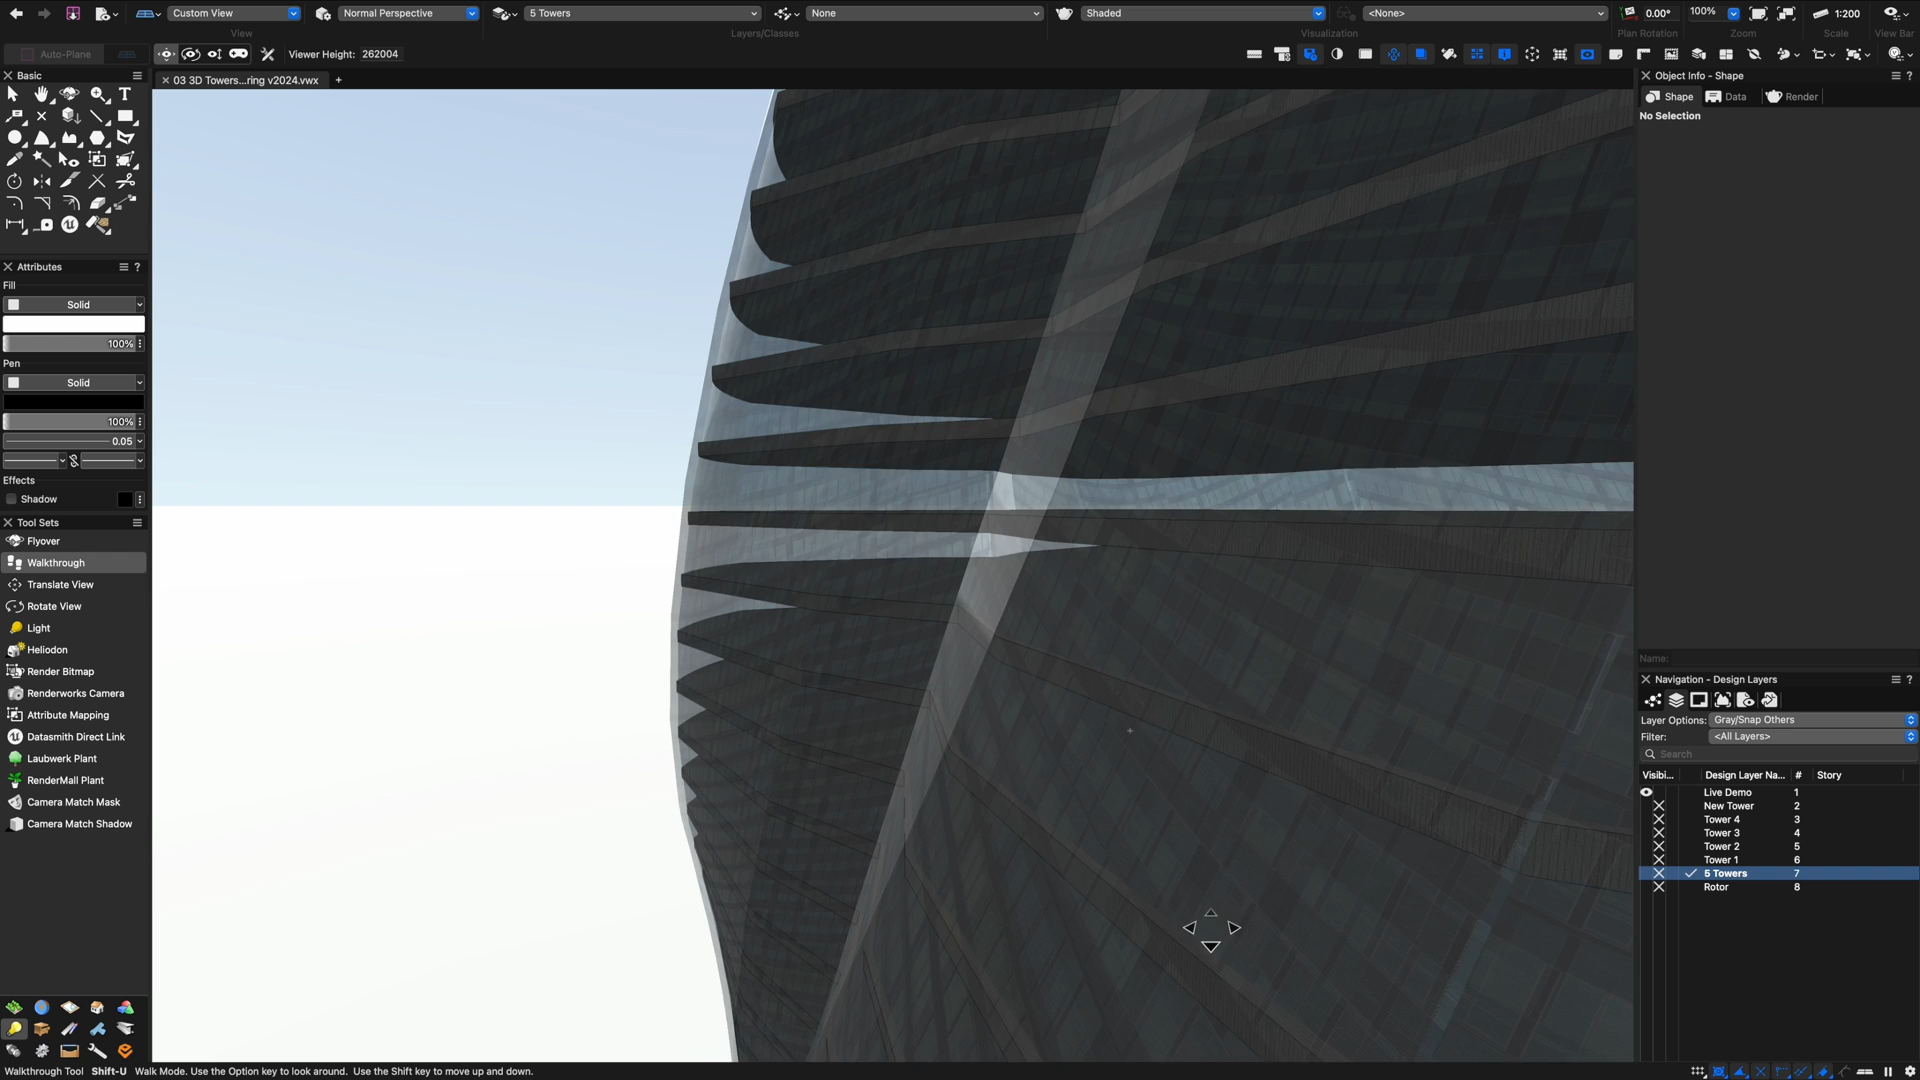 Custom View
Normal Perspective
5 Towers
None
Shaded
<None>
0.00°
100%
1:200
View
Layers/Classes
Visualization
Plan Rotation
Zoom
Scale
View Bar
Auto-Plane
Viewer Height: 262004
Basic
03 3D Towers...ring v2024.vwx
Object Info - Shape
Shape
Data
Render
No Selection
Attributes
Fill
Solid
100%
Pen
Solid
100%
0.05
Effects
Shadow
Tool Sets
Flyover
Walkthrough
Translate View
Rotate View
Light
Heliodon
Render Bitmap
Renderworks Camera
Attribute Mapping
Datasmith Direct Link
Laubwerk Plant
RenderMall Plant
Camera Match Mask
Camera Match Shadow
Name:
Navigation - Design Layers
Layer Options: Gray/Snap Others
Filter: <All Layers>
Search
Visibi... Design Layer Na... # Story
Live Demo 1
New Tower 2
Tower 4 3
Tower 3 4
Tower 2 5
Tower 1 6
5 Towers 7
Rotor 8
Walkthrough Tool Shift-U Walk Mode. Use the Option key to look around. Use the Shift key to move up and down.